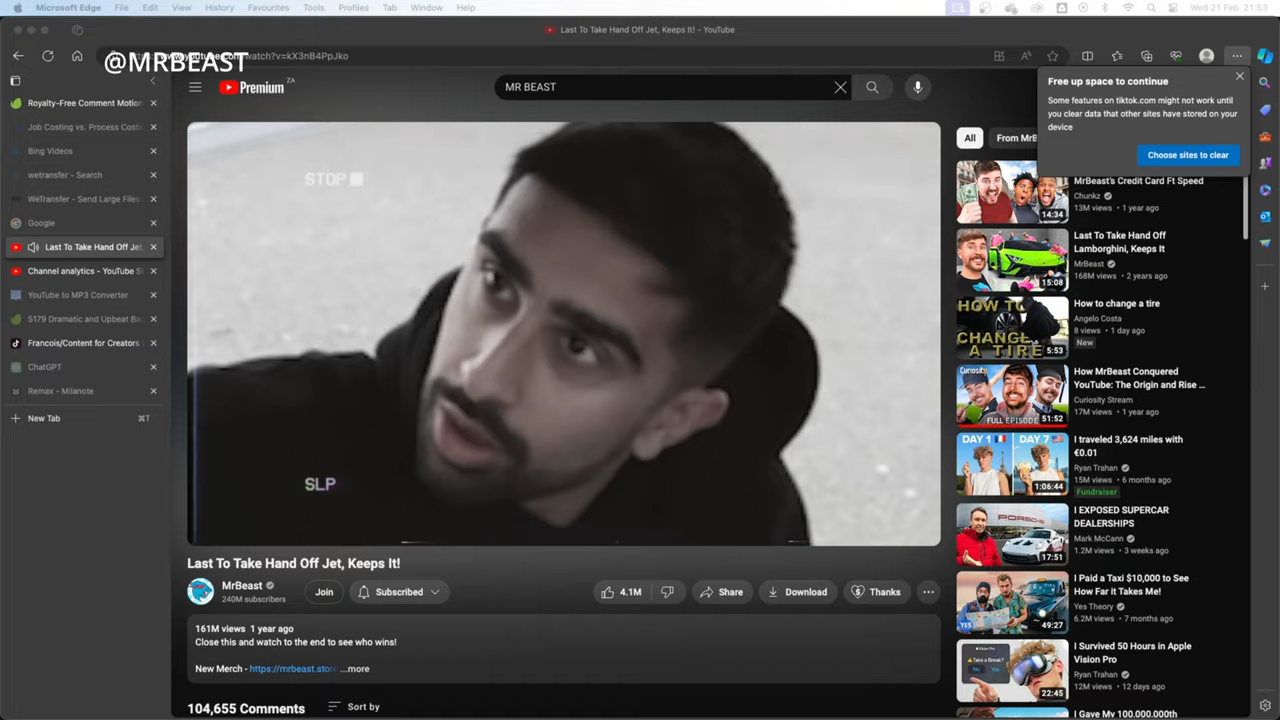 Microsoft Edge File Edit View History Favourites Tools Profiles Tab Window Help Wed 21 Feb 21:53
Last To Take Hand Off Jet, Keeps It! - YouTube
@MRBEAST
watch?v=kX3nB4PpJko
Royalty-Free Comment Motion
Job Costing vs. Process Costi
Bing Videos
wetransfer - Search
WeTransfer - Send Large Files
Google
Last To Take Hand Off Jet,
Channel analytics - YouTube St
YouTube to MP3 Converter
5179 Dramatic and Upbeat Ba
Francois/Content for Creators
ChatGPT
Remax - Milanote
New Tab ⌘T
Premium ZA
MR BEAST
Free up space to continue
Some features on tiktok.com might not work until
you clear data that other sites have stored on your
device
Choose sites to clear
STOP
SLP
Last To Take Hand Off Jet, Keeps It!
MrBeast
240M subscribers
Join
Subscribed
4.1M
Share
Download
Thanks
161M views 1 year ago
Close this and watch to the end to see who wins!
New Merch - https://mrbeast.store ...more
104,655 Comments
Sort by
All
From MrB
MrBeast's Credit Card Ft Speed
Chunkz
13M views • 1 year ago
14:34
Last To Take Hand Off
Lamborghini, Keeps It
MrBeast
168M views • 2 years ago
15:08
HOW TO
CHANGE
A TIRE
5:53
How to change a tire
Angelo Costa
8 views • 1 day ago
New
Curiosity
FULL EPISODE
51:52
How MrBeast Conquered
YouTube: The Origin and Rise ...
Curiosity Stream
17M views • 1 year ago
DAY 1
DAY 7
1:06:44
I traveled 3,624 miles with
€0.01
Ryan Trahan
15M views • 6 months ago
Fundraiser
PORSCHE
17:51
I EXPOSED SUPERCAR
DEALERSHIPS
Mark McCann
1.2M views • 3 weeks ago
YES
49:27
I Paid a Taxi $10,000 to See
How Far it Takes Me!
Yes Theory
6.2M views • 7 months ago
Vision Pro
Take a Break?
No Yes
22:45
I Survived 50 Hours in Apple
Vision Pro
Ryan Trahan
12M views • 12 days ago
I Gave My 100,000,000th